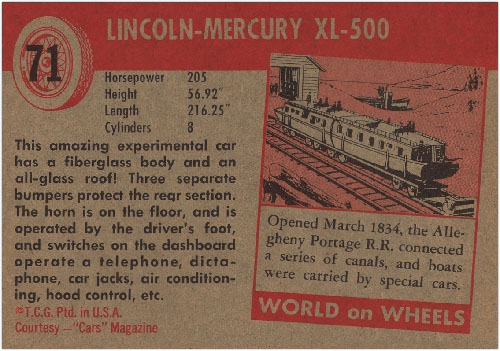 LINCOLN-MERCURY XL-500
71
Horsepower 205
Height 56.92"
Length 216.25"
Cylinders 8
This amazing experimental car
has a fiberglass body and an
all-glass roof! Three separate
bumpers protect the rear section.
The horn is on the floor, and is
operated by the driver's foot,
and switches on the dashboard
operate a telephone, dicta-
phone, car jacks, air condition-
ing, hood control, etc.
©T.C.G. Ptd. in U.S.A.
Courtesy—"Cars" Magazine
Opened March 1834, the Alle-
gheny Portage R.R. connected
a series of canals, and boats
were carried by special cars.
WORLD on WHEELS